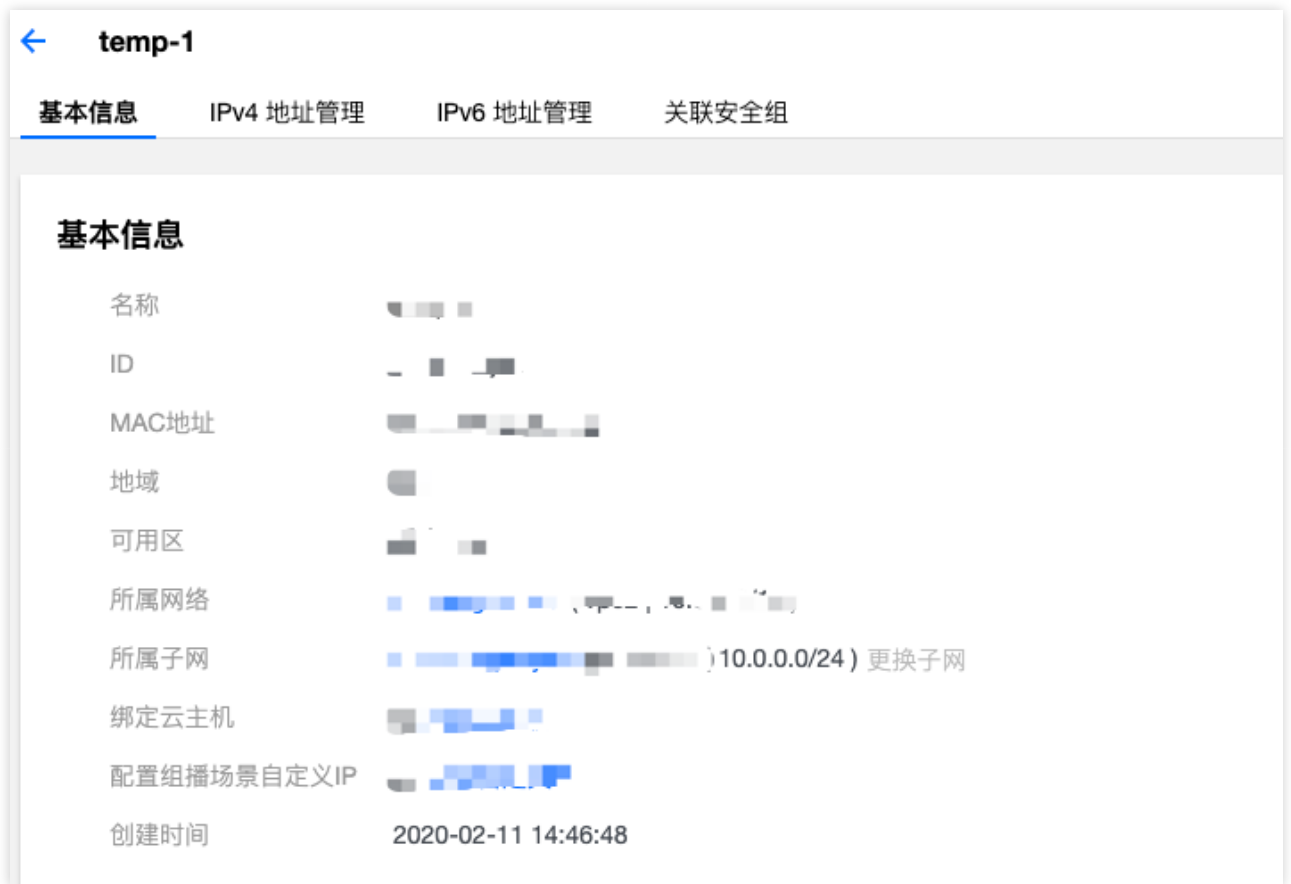 temp-1
基本信息 IPv4 地址管理 IPv6 地址管理 关联安全组
基本信息
名称
ID
MAC地址
地域
可用区
所属网络
所属子网 )10.0.0.0/24 ) 更换子网
绑定云主机
配置组播场景自定义IP
创建时间 2020-02-11 14:46:48